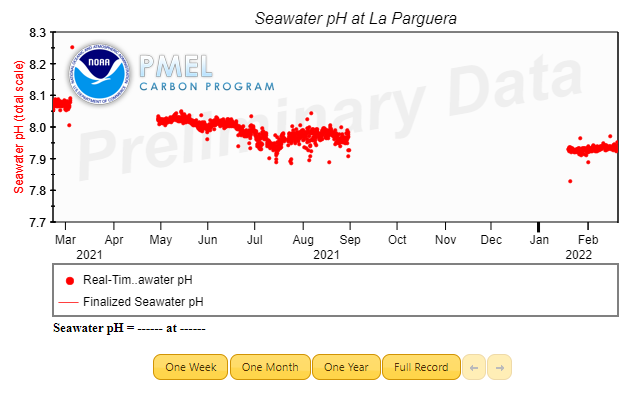 Seawater pH at La Parguera
8.3
8.2
8.1
8.0
7.9
7.8
7.7
Seawater pH (total scale)
NOAA
PMEL
CARBON PROGRAM
Preliminary Data
Mar Apr May Jun Jul Aug Sep Oct Nov Dec Jan Feb
2021 2021 2022
Real-Tim..awater pH
Finalized Seawater pH
Seawater pH = ------ at ------
One Week One Month One Year Full Record ← →